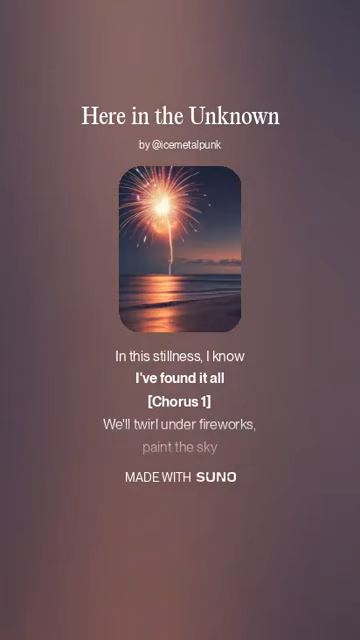 Here in the Unknown
by @icemetalpunk
In this stillness, I know
I've found it all
[Chorus 1]
We'll twirl under fireworks,
paint the sky
MADE WITH SUNO